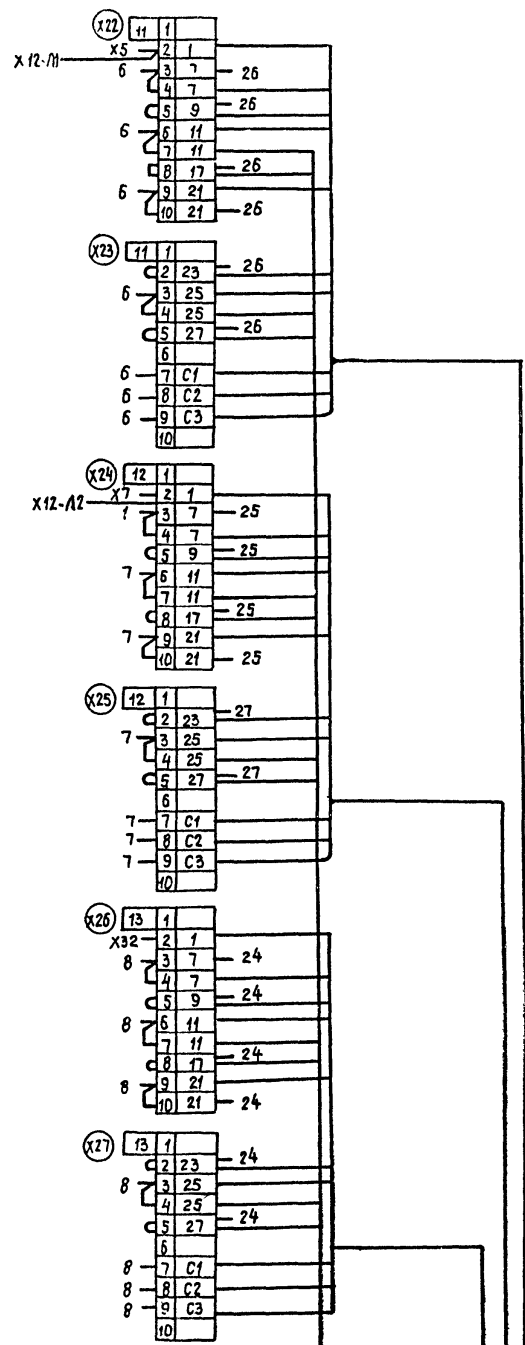 X22 11 1
X5 2 1
X12-Л1
6 3 7 26
4 7
5 9 26
6 6 11
7 11
8 17 26
6 9 21
10 21 26
X23 11 1
2 23 26
6 3 25
4 25
5 27 26
6
6 7 C1
6 8 C2
6 9 C3
10
X24 12 1
X7 2 1
X12-Л2
1 3 7 25
4 7
5 9 25
7 6 11
7 11
8 17 25
7 9 21
10 21 25
X25 12 1
2 23 27
7 3 25
4 25
5 27 27
6
7 7 C1
7 8 C2
7 9 C3
10
X26 13 1
X32 2 1
8 3 7 24
4 7
5 9 24
8 6 11
7 11
8 17 24
8 9 21
10 21 24
X27 13 1
2 23 24
8 3 25
4 25
5 27 24
6
8 7 C1
8 8 C2
8 9 C3
10